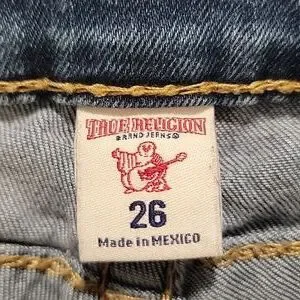 TRUE RELIGION
BRAND JEANS®
26
Made in MEXICO